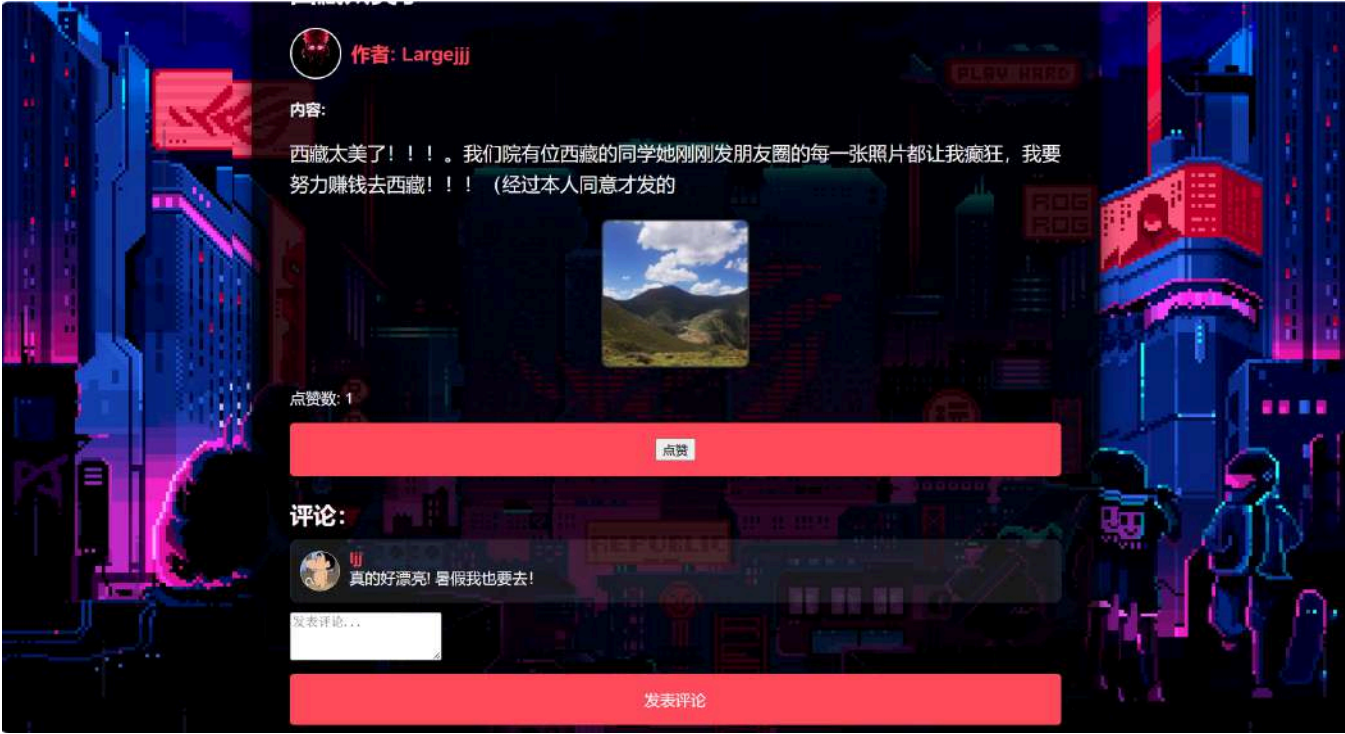 作者: Largejjj
内容:
西藏太美了！！！。我们院有位西藏的同学她刚刚发朋友圈的每一张照片都让我癫狂，我要
努力赚钱去西藏！！！（经过本人同意才发的
PLAY HARD
ROG
ROG
点赞数: 1
点赞
评论:
REPUBLIC
ljj
真的好漂亮! 暑假我也要去!
发表评论...
发表评论